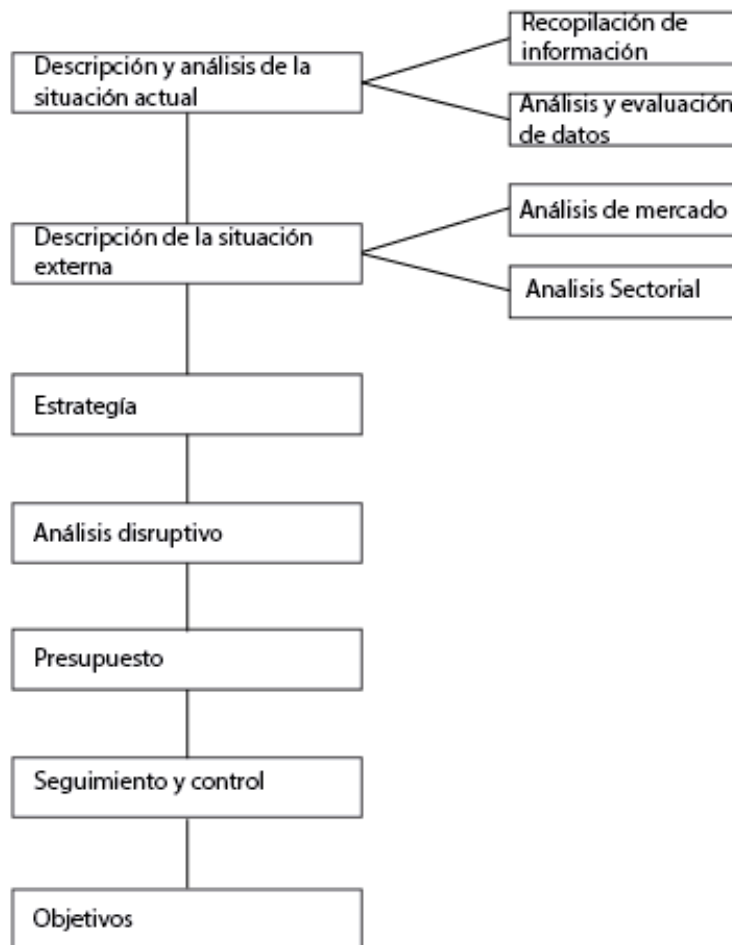 Descripción y análisis de la
situación actual
Recopilación de
información
Análisis y evaluación
de datos
Descripción de la situación
externa
Análisis de mercado
Analisis Sectorial
Estrategía
Análisis disruptivo
Presupuesto
Seguimiento y control
Objetivos